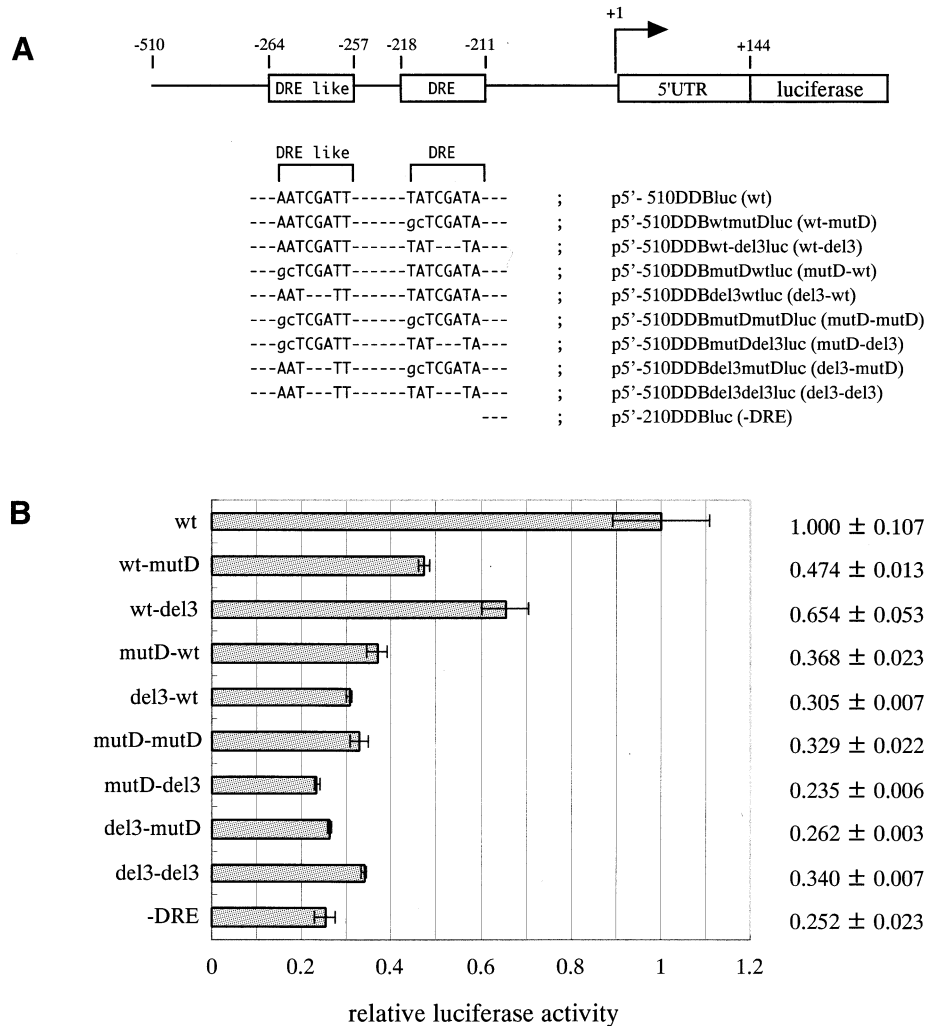 A
+1
-510 -264 -257 -218 -211 +144
DRE like DRE 5'UTR luciferase
DRE like DRE
---AATCGATT------TATCGATA--- ; p5'- 510DDBluc (wt)
---AATCGATT------gcTCGATA--- ; p5'-510DDBwtmutDluc (wt-mutD)
---AATCGATT------TAT---TA--- ; p5'-510DDBwt-del3luc (wt-del3)
---gcTCGATT------TATCGATA--- ; p5'-510DDBmutDwtluc (mutD-wt)
---AAT---TT------TATCGATA--- ; p5'-510DDBdel3wtluc (del3-wt)
---gcTCGATT------gcTCGATA--- ; p5'-510DDBmutDmutDluc (mutD-mutD)
---gcTCGATT------TAT---TA--- ; p5'-510DDBmutDdel3luc (mutD-del3)
---AAT---TT------gcTCGATA--- ; p5'-510DDBdel3mutDluc (del3-mutD)
---AAT---TT------TAT---TA--- ; p5'-510DDBdel3del3luc (del3-del3)
--- ; p5'-210DDBluc (-DRE)
B
wt 1.000 ± 0.107
wt-mutD 0.474 ± 0.013
wt-del3 0.654 ± 0.053
mutD-wt 0.368 ± 0.023
del3-wt 0.305 ± 0.007
mutD-mutD 0.329 ± 0.022
mutD-del3 0.235 ± 0.006
del3-mutD 0.262 ± 0.003
del3-del3 0.340 ± 0.007
-DRE 0.252 ± 0.023
0 0.2 0.4 0.6 0.8 1 1.2
relative luciferase activity